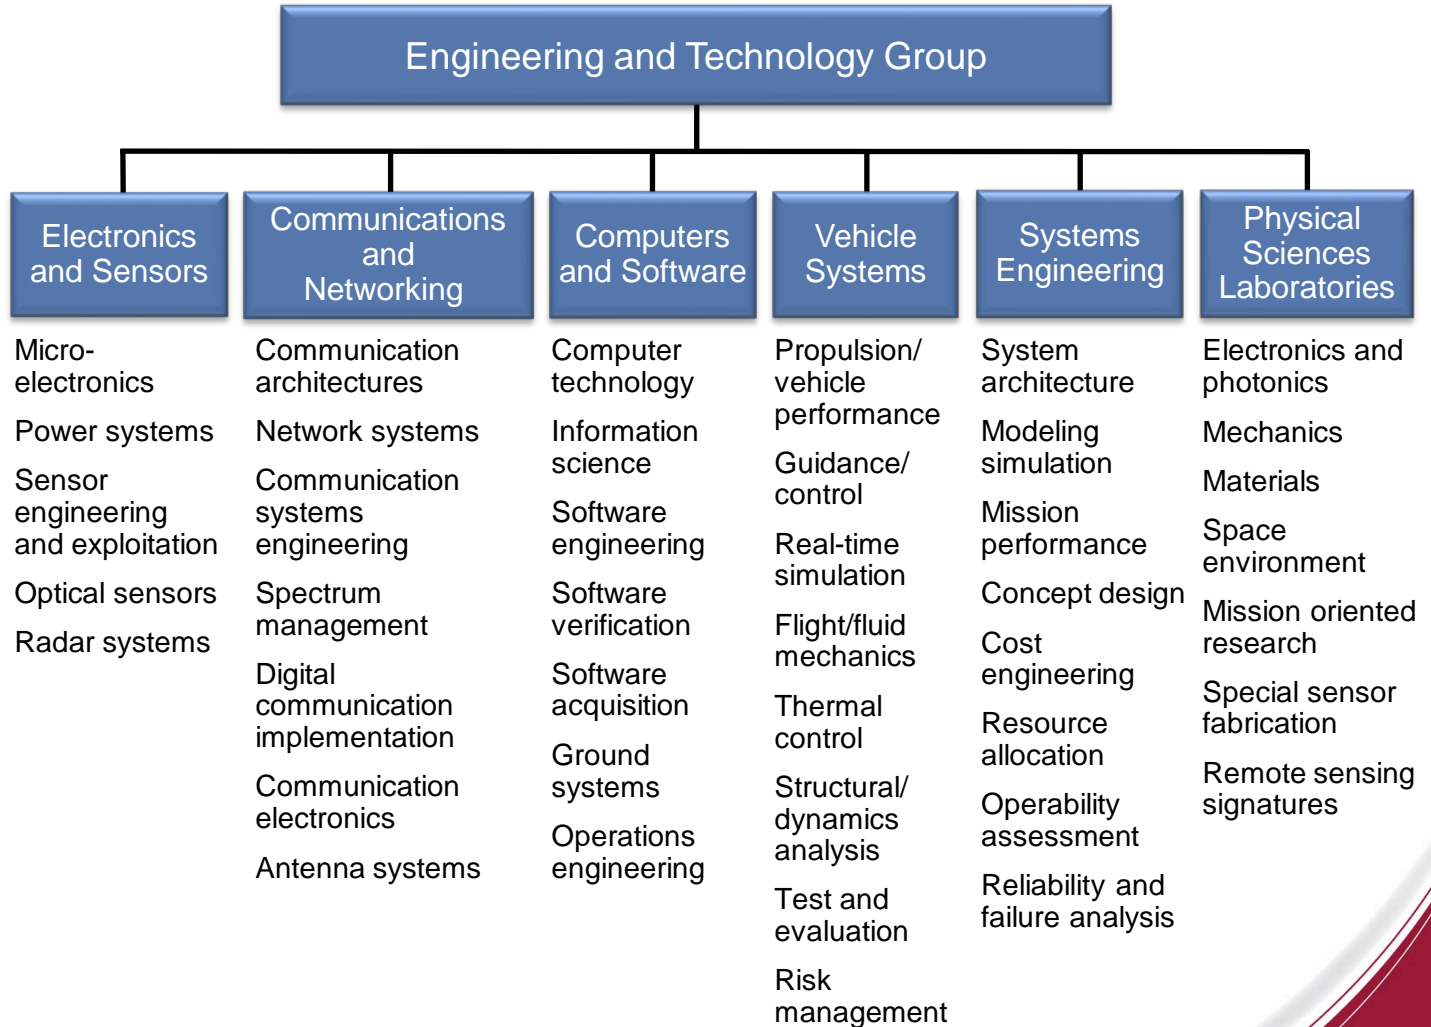 Engineering and Technology Group
Electronics
and Sensors
Communications
and
Networking
Computers
and Software
Vehicle
Systems
Systems
Engineering
Physical
Sciences
Laboratories
Micro-
electronics
Power systems
Sensor
engineering
and exploitation
Optical sensors
Radar systems
Communication
architectures
Network systems
Communication
systems
engineering
Spectrum
management
Digital
communication
implementation
Communication
electronics
Antenna systems
Computer
technology
Information
science
Software
engineering
Software
verification
Software
acquisition
Ground
systems
Operations
engineering
Propulsion/
vehicle
performance
Guidance/
control
Real-time
simulation
Flight/fluid
mechanics
Thermal
control
Structural/
dynamics
analysis
Test and
evaluation
Risk
management
System
architecture
Modeling
simulation
Mission
performance
Concept design
Cost
engineering
Resource
allocation
Operability
assessment
Reliability and
failure analysis
Electronics and
photonics
Mechanics
Materials
Space
environment
Mission oriented
research
Special sensor
fabrication
Remote sensing
signatures